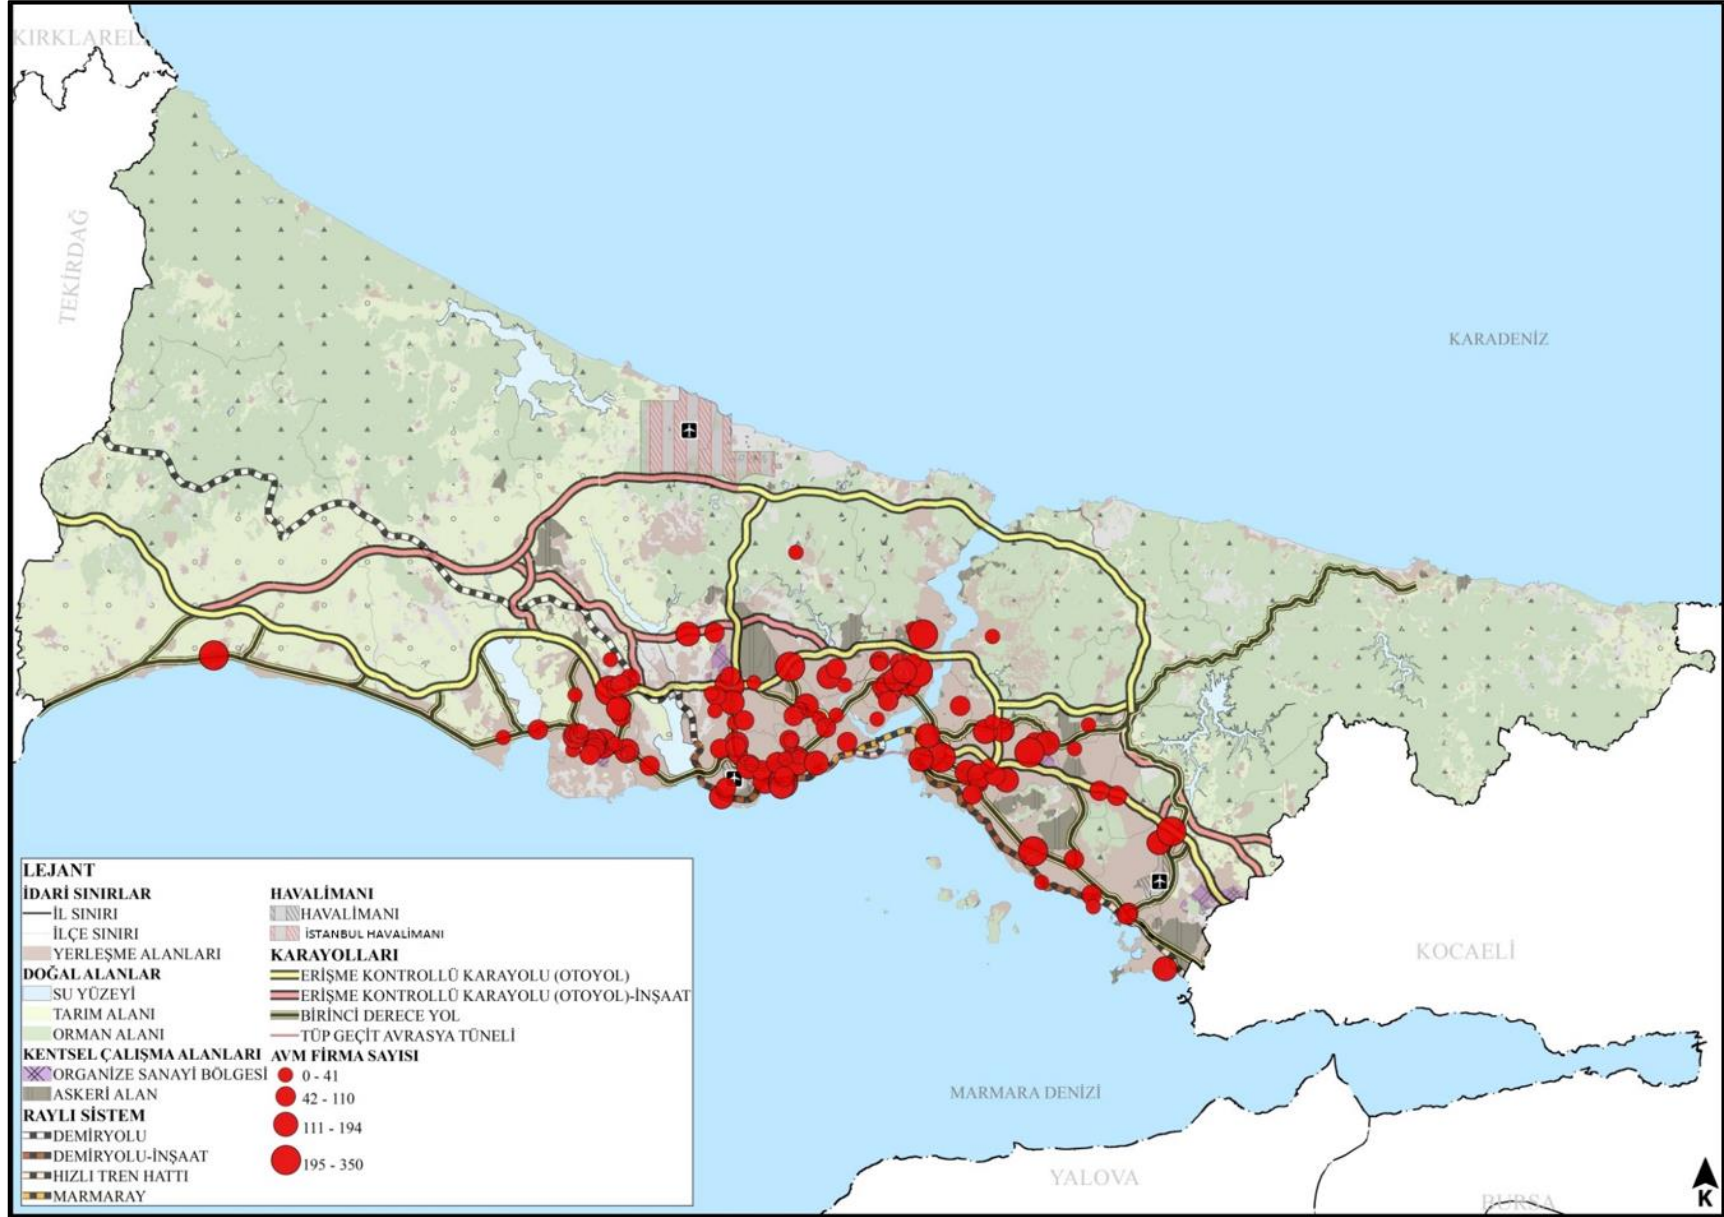 KIRKLARELİ
TEKİRDAĞ
KARADENİZ
KOCAELİ
MARMARA DENİZİ
YALOVA
BURSA
K
LEJANT
İDARİ SINIRLAR
İL SINIRI
İLÇE SINIRI
YERLEŞME ALANLARI
DOĞAL ALANLAR
SU YÜZEYİ
TARIM ALANI
ORMAN ALANI
KENTSEL ÇALIŞMA ALANLARI
ORGANİZE SANAYİ BÖLGESİ
ASKERİ ALAN
RAYLI SİSTEM
DEMİRYOLU
DEMİRYOLU-İNŞAAT
HIZLI TREN HATTI
MARMARAY
HAVALİMANI
HAVALİMANI
İSTANBUL HAVALİMANI
KARAYOLLARI
ERİŞME KONTROLLÜ KARAYOLU (OTOYOL)
ERİŞME KONTROLLÜ KARAYOLU (OTOYOL)-İNŞAAT
BİRİNCİ DERECE YOL
TÜP GEÇİT AVRASYA TÜNELİ
AVM FİRMA SAYISI
0 - 41
42 - 110
111 - 194
195 - 350